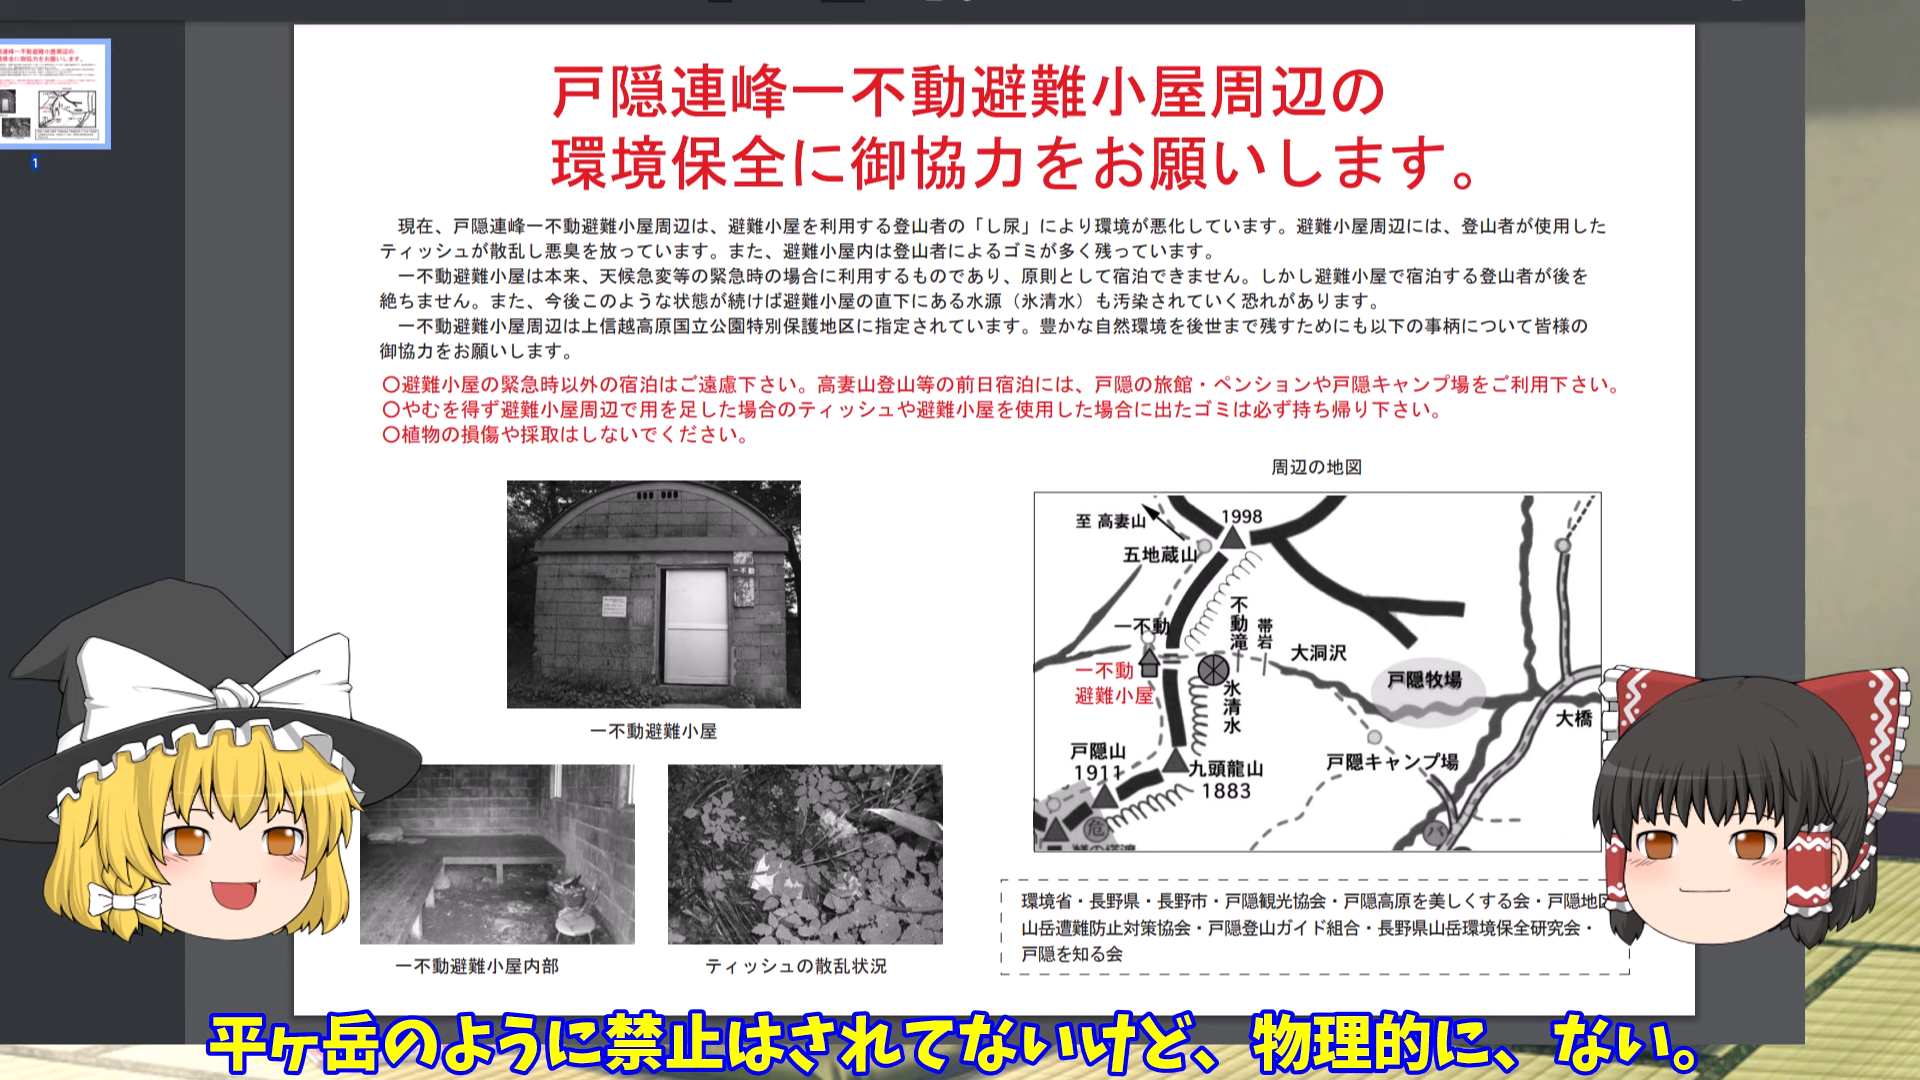 戸隠連峰一不動避難小屋周辺の
環境保全に御協力をお願いします。
現在、戸隠連峰一不動避難小屋周辺は、避難小屋を利用する登山者の「し尿」により環境が悪化しています。避難小屋周辺には、登山者が使用した
ティッシュが散乱し悪臭を放っています。また、避難小屋内は登山者によるゴミが多く残っています。
一不動避難小屋は本来、天候急変等の緊急時の場合に利用するものであり、原則として宿泊できません。しかし避難小屋で宿泊する登山者が後を
絶ちません。また、今後このような状態が続けば避難小屋の直下にある水源（氷清水）も汚染されていく恐れがあります。
一不動避難小屋周辺は上信越高原国立公園特別保護地区に指定されています。豊かな自然環境を後世まで残すためにも以下の事柄について皆様の
御協力をお願いします。
〇避難小屋の緊急時以外の宿泊はご遠慮下さい。高妻山登山等の前日宿泊には、戸隠の旅館・ペンションや戸隠キャンプ場をご利用下さい。
〇やむを得ず避難小屋周辺で用を足した場合のティッシュや避難小屋を使用した場合に出たゴミは必ず持ち帰り下さい。
〇植物の損傷や採取はしないでください。
周辺の地図
至 高妻山
1998
五地蔵山
一不動
不動滝
帯岩
大洞沢
一不動
避難小屋
氷清水
戸隠牧場
大橋
戸隠山
1911
九頭龍山
1883
戸隠キャンプ場
危
バ
一不動避難小屋
一不動避難小屋内部
ティッシュの散乱状況
環境省・長野県・長野市・戸隠観光協会・戸隠高原を美しくする会・戸隠地区
山岳遭難防止対策協会・戸隠登山ガイド組合・長野県山岳環境保全研究会・
戸隠を知る会
1
平ヶ岳のように禁止はされてないけど、物理的に、ない。